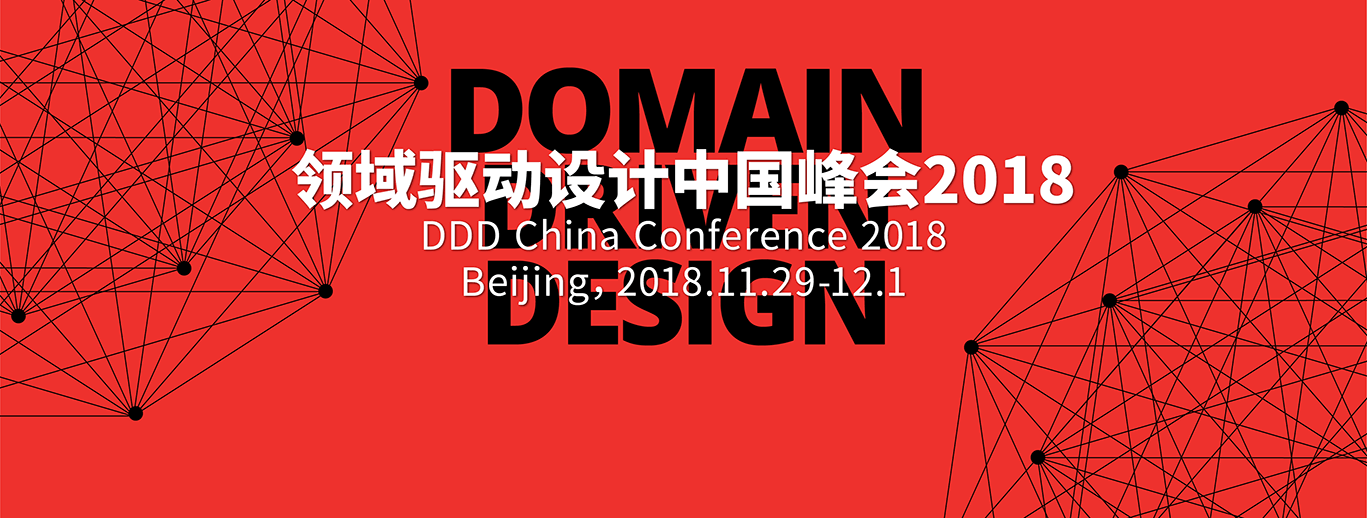 DOMAIN
领域驱动设计中国峰会2018
DRIVEN
DDD China Conference 2018
Beijing, 2018.11.29-12.1
DESIGN